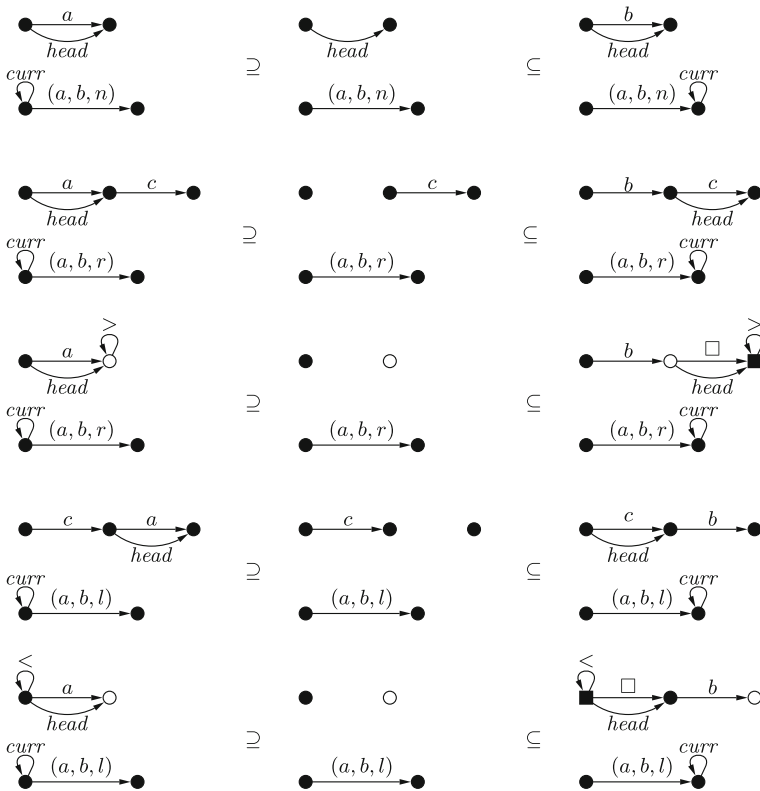 a b
head head head
⊇ ⊆
curr curr
(a, b, n) (a, b, n) (a, b, n)
a c c b c
head head
⊇ ⊆
curr curr
(a, b, r) (a, b, r) (a, b, r)
> >
a b □
head head
⊇ ⊆
curr curr
(a, b, r) (a, b, r) (a, b, r)
c a c c b
head head
⊇ ⊆
curr curr
(a, b, l) (a, b, l) (a, b, l)
< <
a □ b
head head
⊇ ⊆
curr curr
(a, b, l) (a, b, l) (a, b, l)